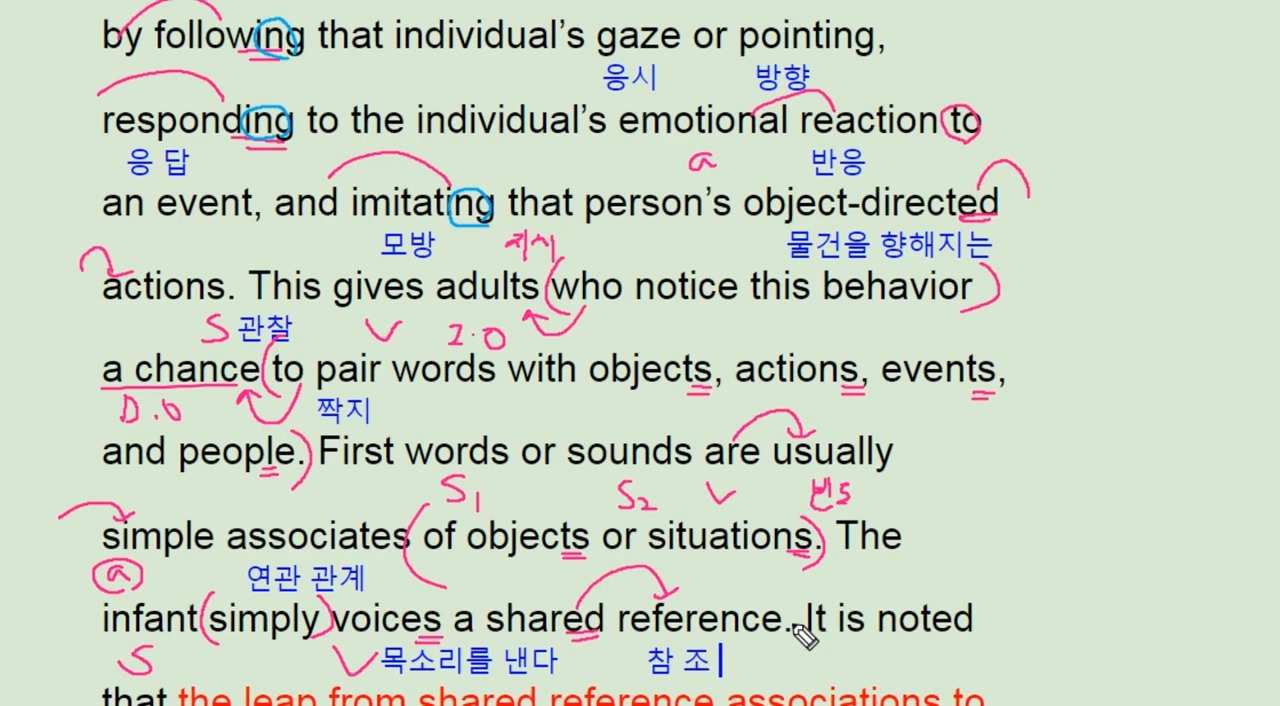 by following that individual's gaze or pointing,
응시 방향
responding to the individual's emotional reaction to
응 답 a 반응
an event, and imitating that person's object-directed
모방 지시 물건을 향해지는
actions. This gives adults (who notice this behavior)
S 관찰 V I.O
a chance (to pair words with objects, actions, events,
D.O 짝지
and people.) First words or sounds are usually
S1 S2 V 빈도
simple associates (of objects or situations). The
a 연관 관계
infant (simply) voices a shared reference. It is noted
S V 목소리를 낸다 참 조
that the leap from shared reference associations to